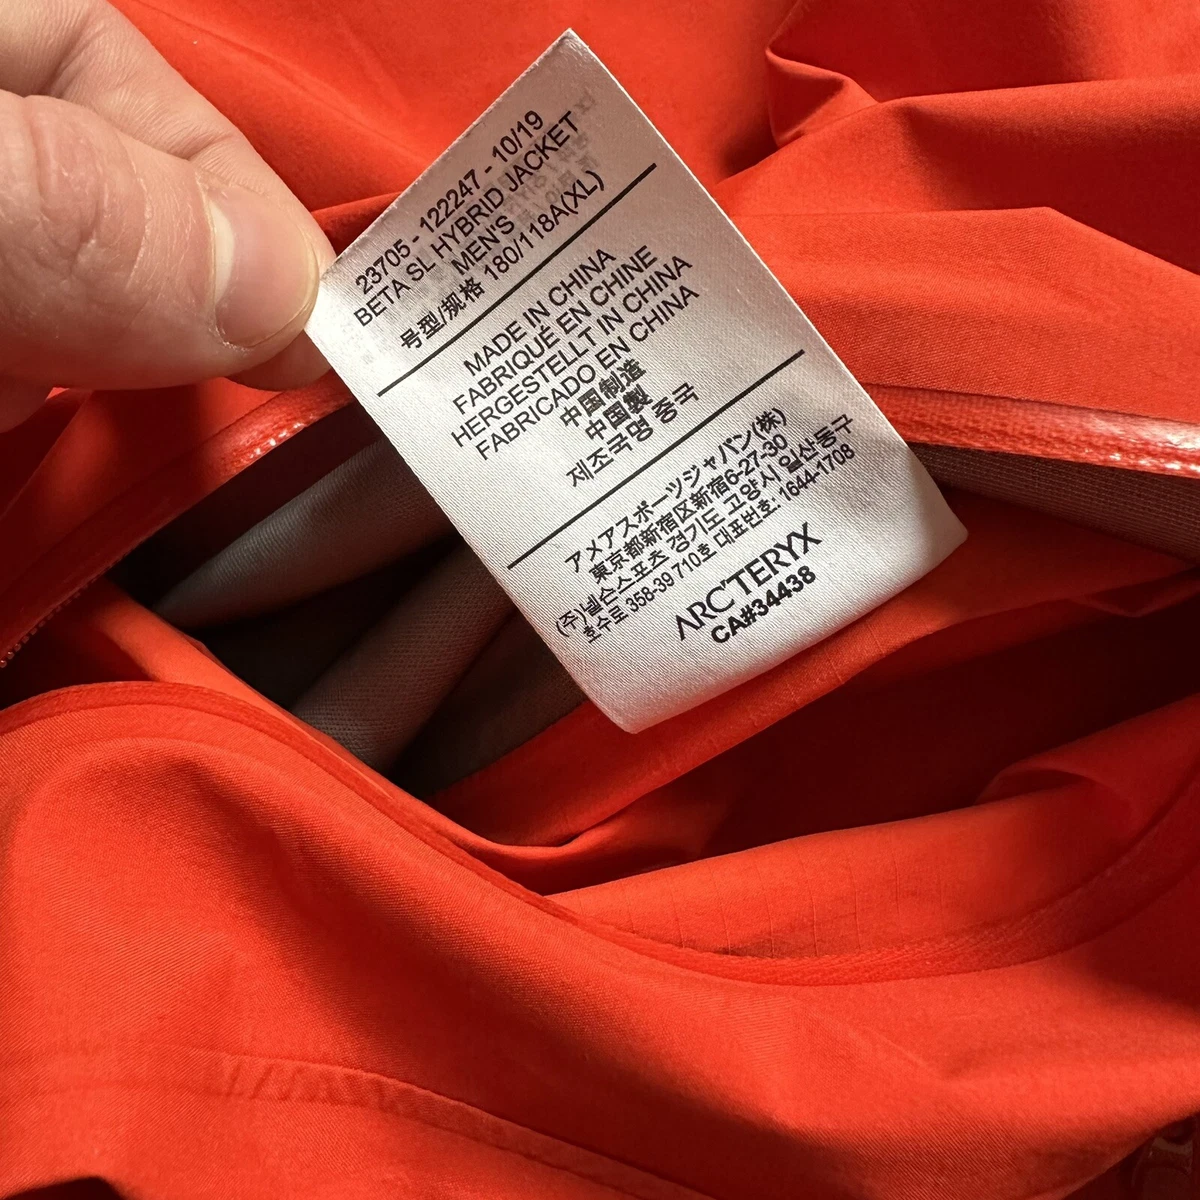 23705 - 122247 - 10/19
BETA SL HYBRID JACKET
MEN'S
号型/规格 180/118A(XL)
MADE IN CHINA
FABRIQUÉ EN CHINE
HERGESTELLT IN CHINA
FABRICADO EN CHINA
中国制造
中国製
제조국명 중국
アメアスポーツジャパン(株)
東京都新宿区新宿6-27-30
(주)넬슨스포츠 경기도 고양시 일산동구
호수로 358-39 710호 대표번호: 1644-1708
ARC'TERYX
CA#34438